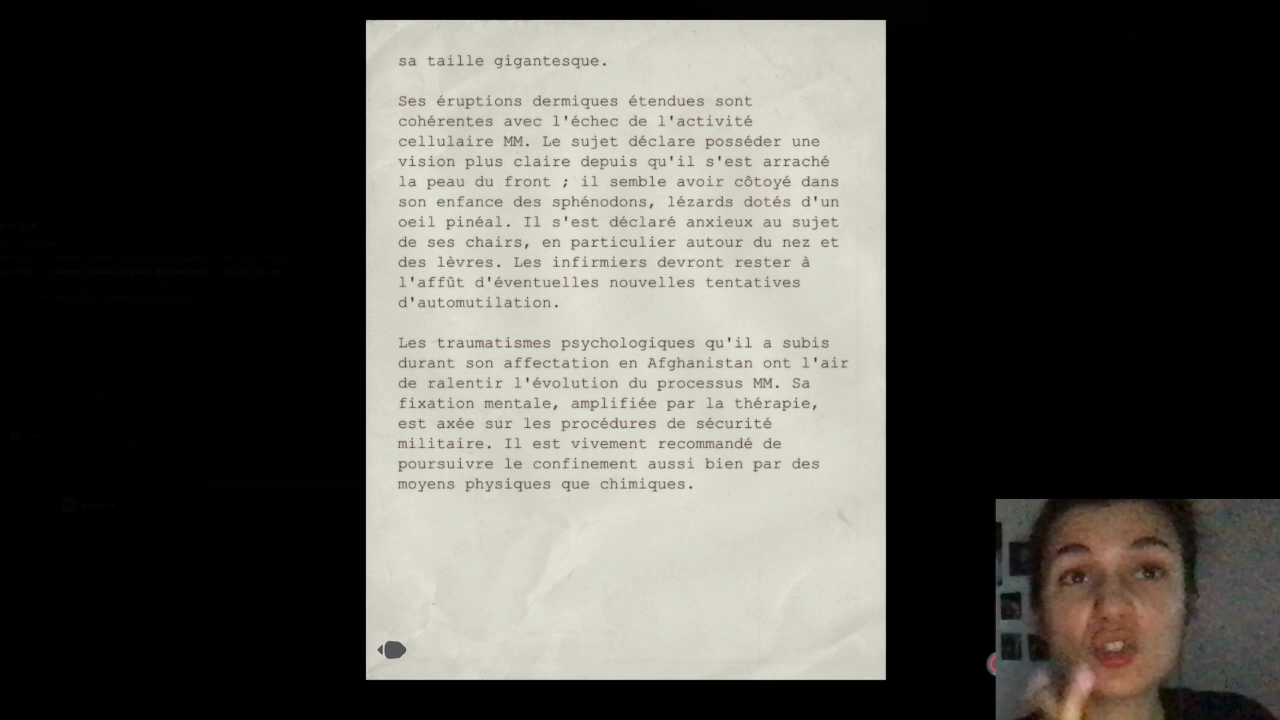 sa taille gigantesque.
Ses éruptions dermiques étendues sont
cohérentes avec l'échec de l'activité
cellulaire MM. Le sujet déclare posséder une
vision plus claire depuis qu'il s'est arraché
la peau du front ; il semble avoir côtoyé dans
son enfance des sphénodons, lézards dotés d'un
oeil pinéal. Il s'est déclaré anxieux au sujet
de ses chairs, en particulier autour du nez et
des lèvres. Les infirmiers devront rester à
l'affût d'éventuelles nouvelles tentatives
d'automutilation.
Les traumatismes psychologiques qu'il a subis
durant son affectation en Afghanistan ont l'air
de ralentir l'évolution du processus MM. Sa
fixation mentale, amplifiée par la thérapie,
est axée sur les procédures de sécurité
militaire. Il est vivement recommandé de
poursuivre le confinement aussi bien par des
moyens physiques que chimiques.